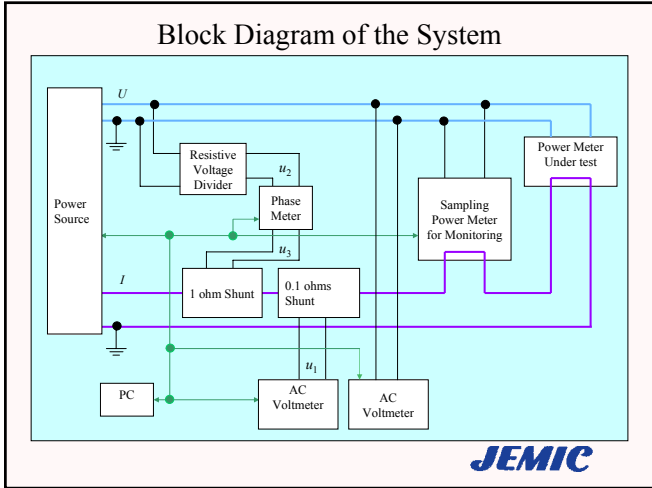 Block Diagram of the System
U
Power
Source
Resistive
Voltage
Divider
u2
Phase
Meter
u3
Power Meter
Under test
Sampling
Power Meter
for Monitoring
I
1 ohm Shunt
0.1 ohms
Shunt
u1
PC
AC
Voltmeter
AC
Voltmeter
JEMIC